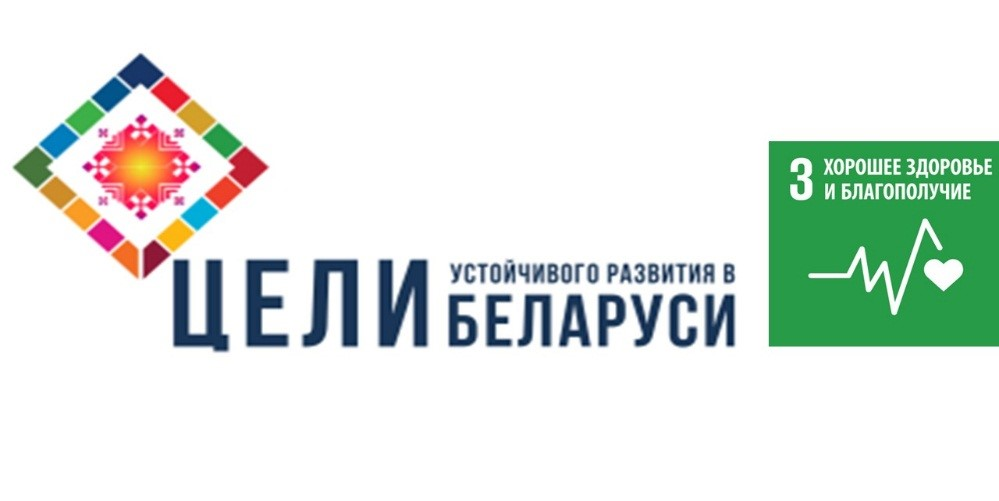 ЦЕЛИ
УСТОЙЧИВОГО РАЗВИТИЯ В
БЕЛАРУСИ
3
ХОРОШЕЕ ЗДОРОВЬЕ
И БЛАГОПОЛУЧИЕ